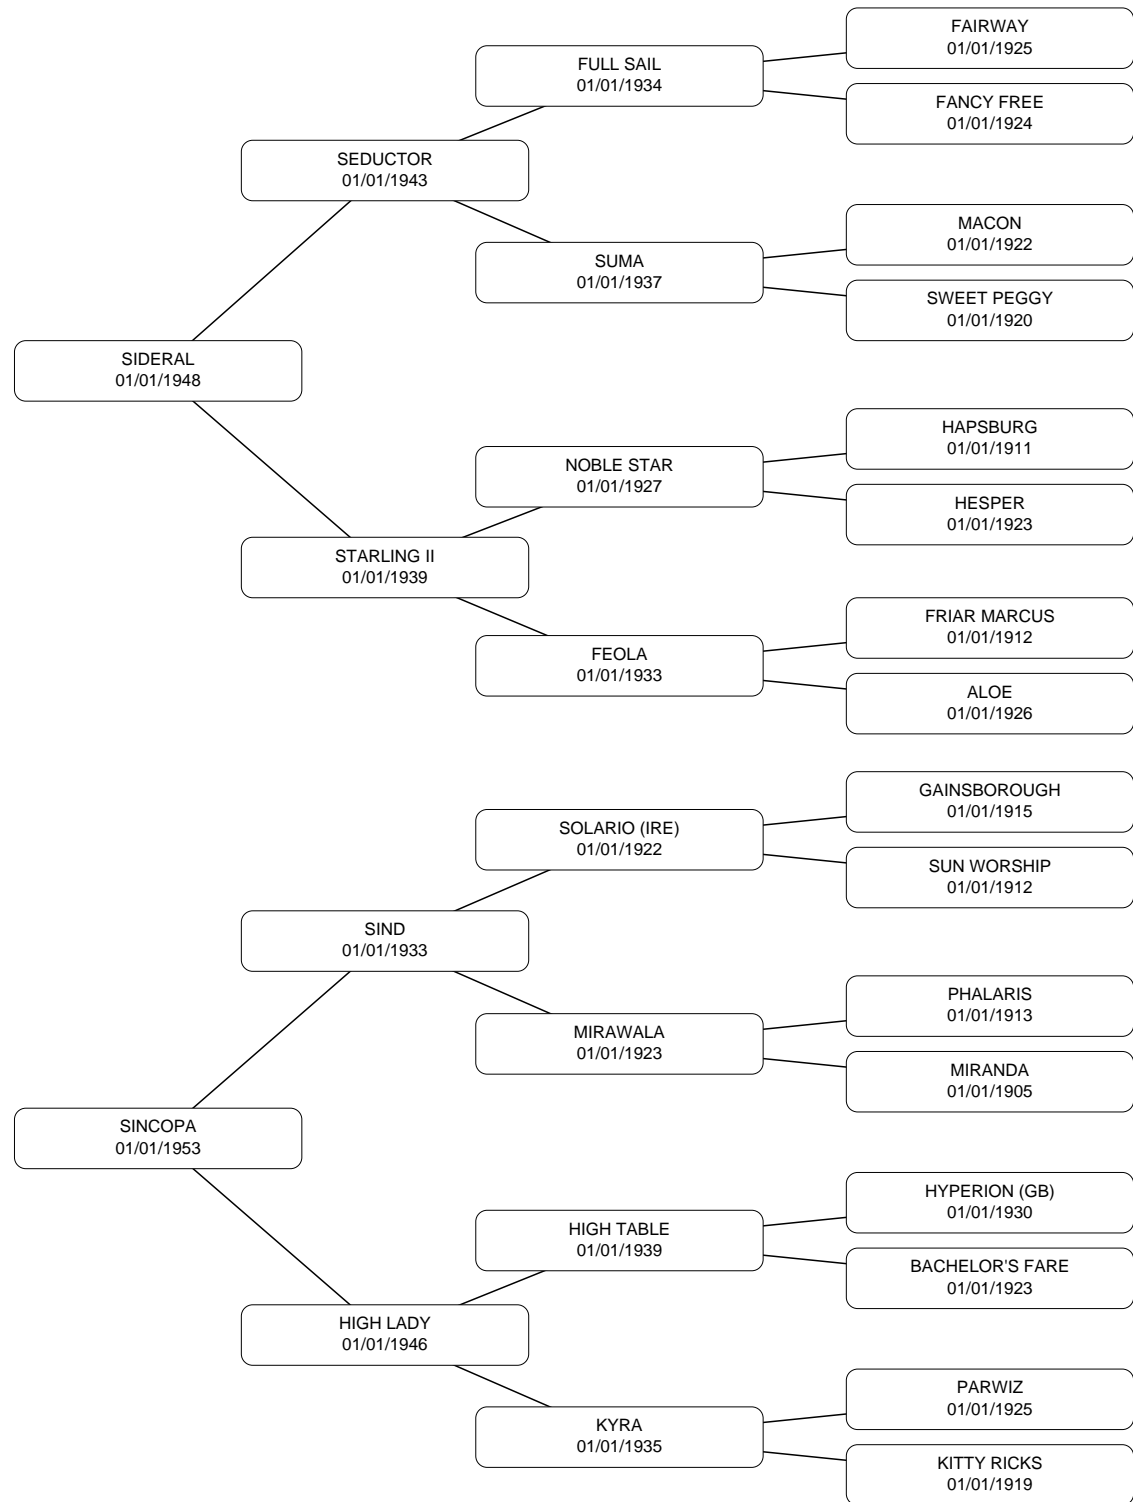 FAIRWAY
01/01/1925
FULL SAIL
01/01/1934
FANCY FREE
01/01/1924
SEDUCTOR
01/01/1943
MACON
01/01/1922
SUMA
01/01/1937
SWEET PEGGY
01/01/1920
SIDERAL
01/01/1948
HAPSBURG
01/01/1911
NOBLE STAR
01/01/1927
HESPER
01/01/1923
STARLING II
01/01/1939
FRIAR MARCUS
01/01/1912
FEOLA
01/01/1933
ALOE
01/01/1926
GAINSBOROUGH
01/01/1915
SOLARIO (IRE)
01/01/1922
SUN WORSHIP
01/01/1912
SIND
01/01/1933
PHALARIS
01/01/1913
MIRAWALA
01/01/1923
MIRANDA
01/01/1905
SINCOPA
01/01/1953
HYPERION (GB)
01/01/1930
HIGH TABLE
01/01/1939
BACHELOR'S FARE
01/01/1923
HIGH LADY
01/01/1946
PARWIZ
01/01/1925
KYRA
01/01/1935
KITTY RICKS
01/01/1919